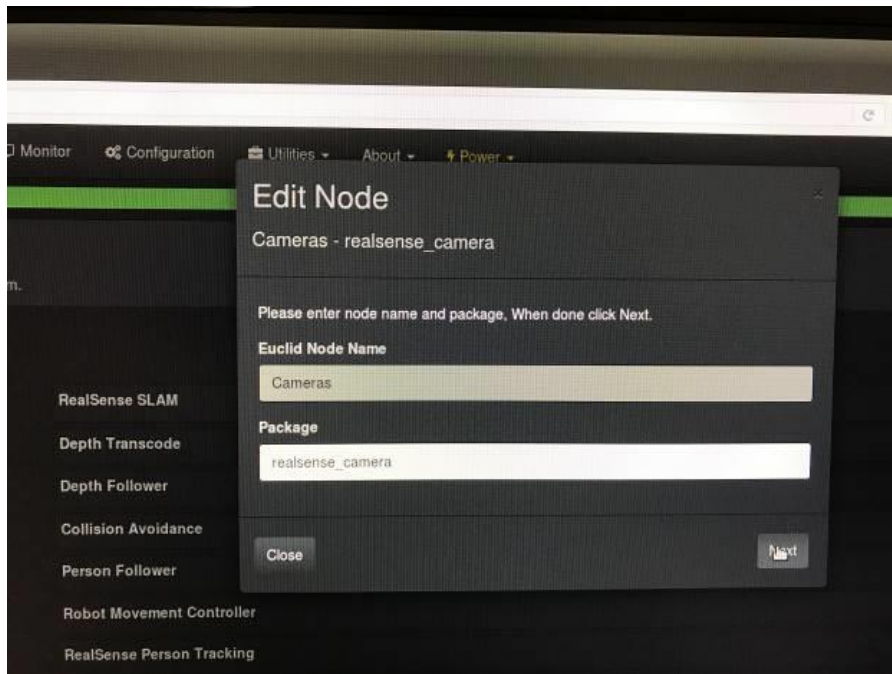 Monitor Configuration Utilities About Power
Edit Node
×
Cameras - realsense_camera
m.
Please enter node name and package, When done click Next.
Euclid Node Name
Cameras
Package
realsense_camera
Close Next
RealSense SLAM
Depth Transcode
Depth Follower
Collision Avoidance
Person Follower
Robot Movement Controller
RealSense Person Tracking